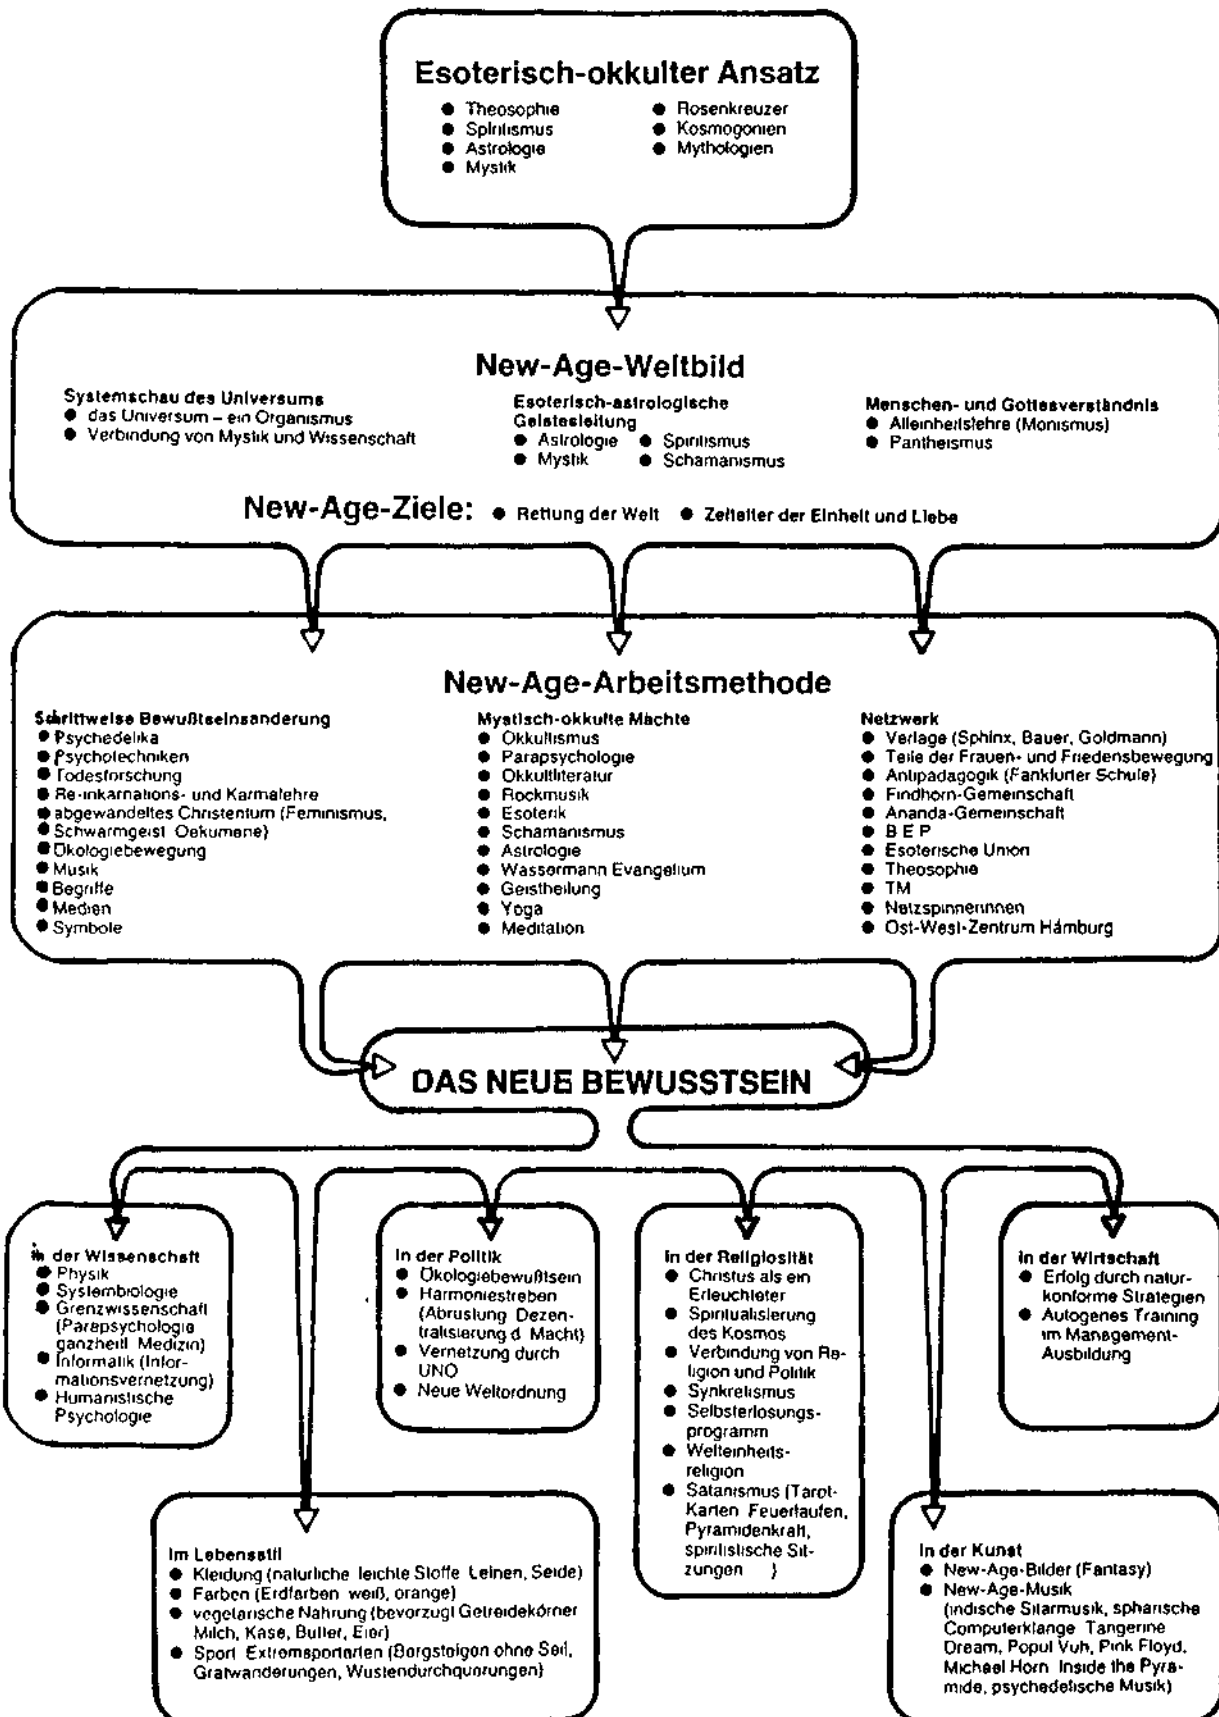 Esoterisch-okkulter Ansatz
● Theosophie
● Spiritismus
● Astrologie
● Mystik
● Rosenkreuzer
● Kosmogonien
● Mythologien
New-Age-Weltbild
Systemschau des Universums
● das Universum – ein Organismus
● Verbindung von Mystik und Wissenschaft
Esoterisch-astrologische
Geistesleitung
● Astrologie ● Spiritismus
● Mystik ● Schamanismus
Menschen- und Gottesverständnis
● Alleinheitslehre (Monismus)
● Pantheismus
New-Age-Ziele: ● Rettung der Welt ● Zeitalter der Einheit und Liebe
New-Age-Arbeitsmethode
Schrittweise Bewußtseinsanderung
● Psychedelika
● Psychotechniken
● Todesforschung
● Re-inkarnations- und Karmalehre
● abgewandeltes Christentum (Feminismus,
● Schwarmgeist Oekumene)
● Ökologiebewegung
● Musik
● Begriffe
● Medien
● Symbole
Mystisch-okkulte Mächte
● Okkultismus
● Parapsychologie
● Okkultliteratur
● Rockmusik
● Esoterik
● Schamanismus
● Astrologie
● Wassermann Evangelium
● Geistheilung
● Yoga
● Meditation
Netzwerk
● Verlage (Sphinx, Bauer, Goldmann)
● Teile der Frauen- und Friedensbewegung
● Antipadagogik (Fankfurter Schule)
● Findhorn-Gemeinschaft
● Ananda-Gemeinschaft
● B E P
● Esoterische Union
● Theosophie
● TM
● Netzspinnerinnen
● Ost-West-Zentrum Hamburg
DAS NEUE BEWUSSTSEIN
in der Wissenschaft
● Physik
● Systembiologie
● Grenzwissenschaft
(Parepsychologie
ganzheitl Medizin)
● Informatik (Infor-
mationsvernetzung)
● Humanistische
Psychologie
in der Politik
● Ökologiebewußtsein
● Harmoniestreben
(Abrustung Dezen-
tralisierung d Macht)
● Vernetzung durch
UNO
● Neue Weltordnung
in der Religiosität
● Christus als ein
Erleuchteter
● Spiritualisierung
des Kosmos
● Verbindung von Re-
ligion und Politik
● Synkretismus
● Selbsterlosungs-
programm
● Welteinheits-
religion
● Satanismus (Tarot-
Karten Feuerlaufen,
Pyramidenkraft,
spiritistische Sit-
zungen )
in der Wirtschaft
● Erfolg durch natur-
konforme Strategien
● Autogenes Training
im Management-
Ausbildung
Im Lebensstil
● Kleidung (naturliche leichte Stoffe Leinen, Seide)
● Farben (Erdfarben weiß, orange)
● vegetarische Nahrung (bevorzugt Getreidekörner
Milch, Kase, Butter, Eier)
● Sport Extremsportarten (Bergsteigen ohne Seil,
Gratwanderungen, Wustendurchquerungen)
In der Kunst
● New-Age-Bilder (Fantasy)
● New-Age-Musik
(indische Sitarmusik, spharische
Computerklange Tangerine
Dream, Popul Vuh, Pink Floyd,
Michael Horn Inside the Pyra-
mide, psychedelische Musik)